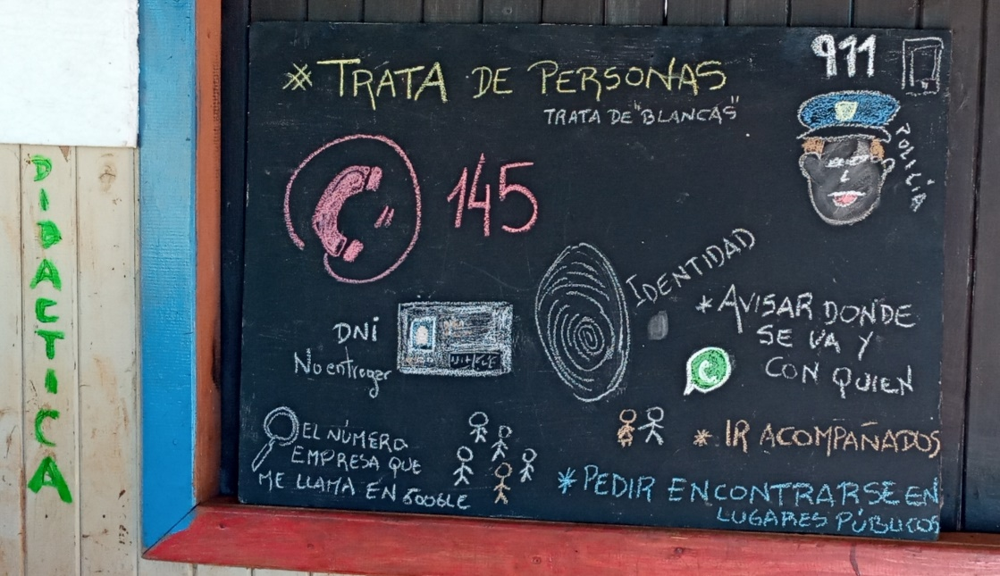 DIDACTICA
* TRATA DE PERSONAS
TRATA DE "BLANCAS"
911
POLICIA
145
IDENTIDAD
DNI
No entregar
* AVISAR DONDE
SE VA Y
CON QUIEN
EL NÚMERO
EMPRESA QUE
ME LLAMA EN GOOGLE
* IR ACOMPAÑADOS
* PEDIR ENCONTRARSE EN
LUGARES PÚBLICOS